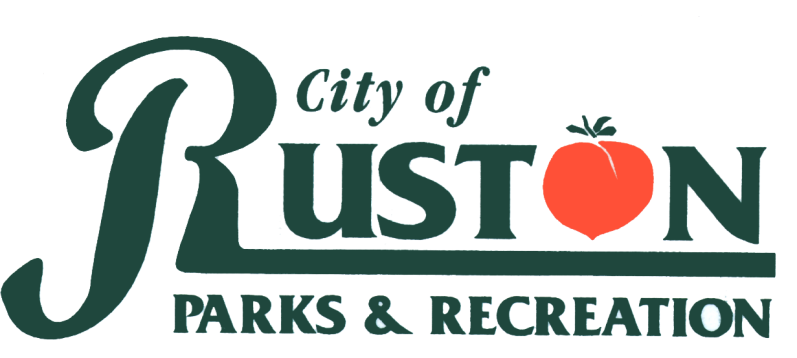 City of
RUSTON
PARKS & RECREATION